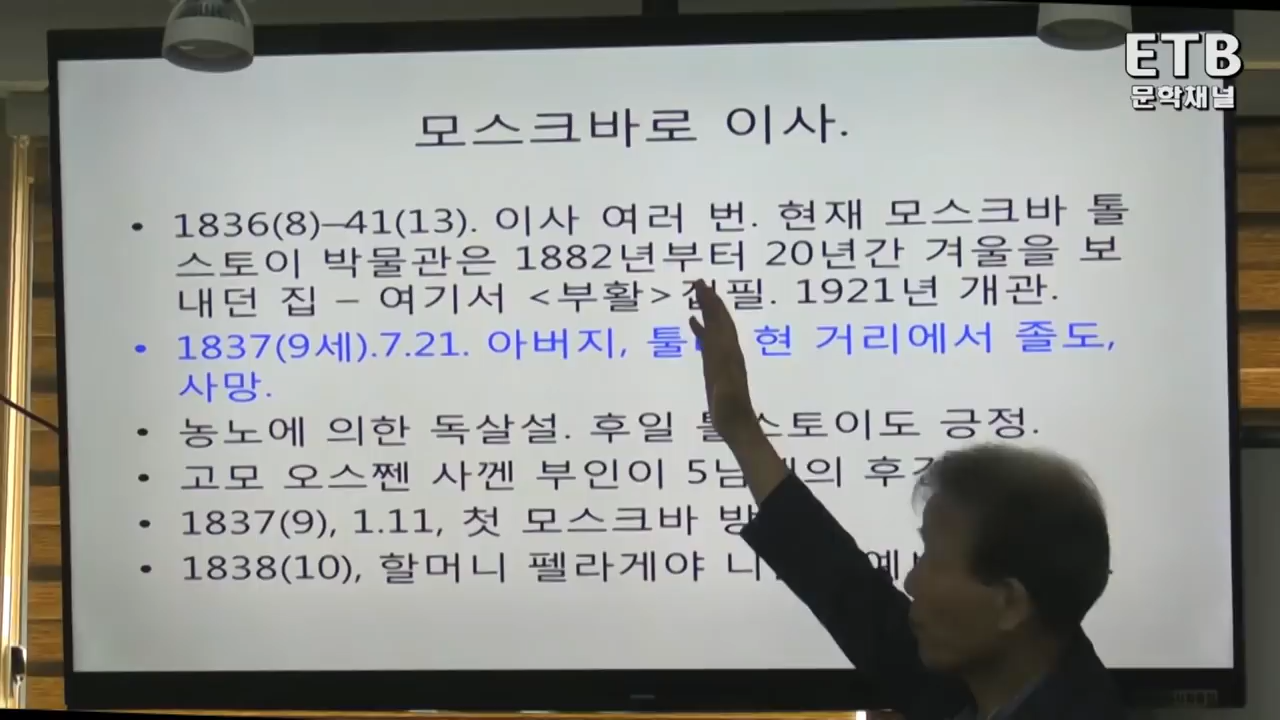 ETB
문학채널
모스크바로 이사.
• 1836(8)–41(13). 이사 여러 번. 현재 모스크바 톨
스토이 박물관은 1882년부터 20년간 겨울을 보
내던 집 – 여기서 <부활> 집필. 1921년 개관.
• 1837(9세).7.21. 아버지, 현 거리에서 졸도,
사망.
• 농노에 의한 독살설. 후일 톨스토이도 긍정.
• 고모 오스쩬 사껜 부인이
• 1837(9), 1.11, 첫 모스크바
• 1838(10), 할머니 펠라게야